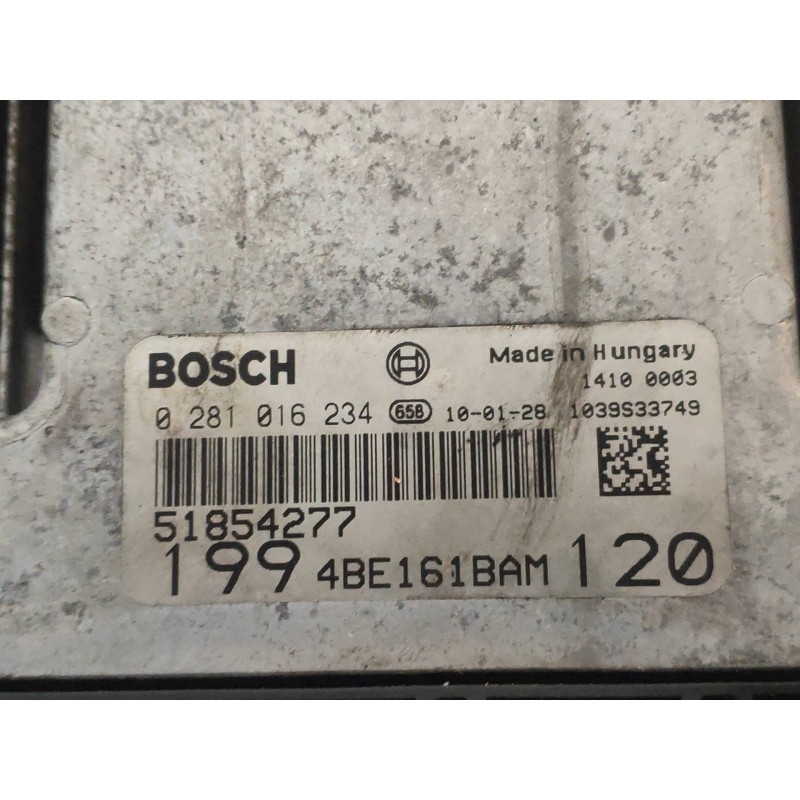 BOSCH Made in Hungary
1410 0003
0 281 016 234 658 10-01-28 1039S33749
51854277
199 4BE161BAM 120